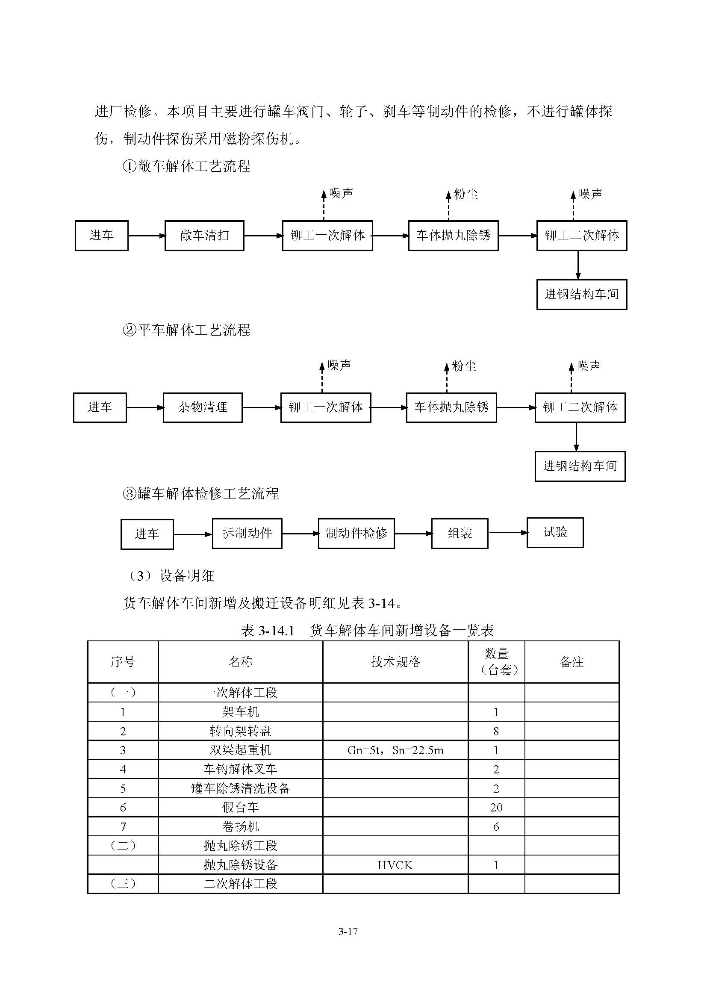 进厂检修。本项目主要进行罐车阀门、轮子、刹车等制动件的检修，不进行罐体探
伤，制动件探伤采用磁粉探伤机。
①敞车解体工艺流程
噪声 粉尘 噪声
进车 敞车清扫 铆工一次解体 车体抛丸除锈 铆工二次解体
进钢结构车间
②平车解体工艺流程
噪声 粉尘 噪声
进车 杂物清理 铆工一次解体 车体抛丸除锈 铆工二次解体
进钢结构车间
③罐车解体检修工艺流程
进车 拆制动件 制动件检修 组装 试验
（3）设备明细
货车解体车间新增及搬迁设备明细见表 3-14。
表 3-14.1 货车解体车间新增设备一览表
序号 名称 技术规格 数量（台套） 备注
（一） 一次解体工段
1 架车机 1
2 转向架转盘 8
3 双梁起重机 Gn=5t，Sn=22.5m 1
4 车钩解体叉车 2
5 罐车除锈清洗设备 2
6 假台车 20
7 卷扬机 6
（二） 抛丸除锈工段
抛丸除锈设备 HVCK 1
（三） 二次解体工段
3-17